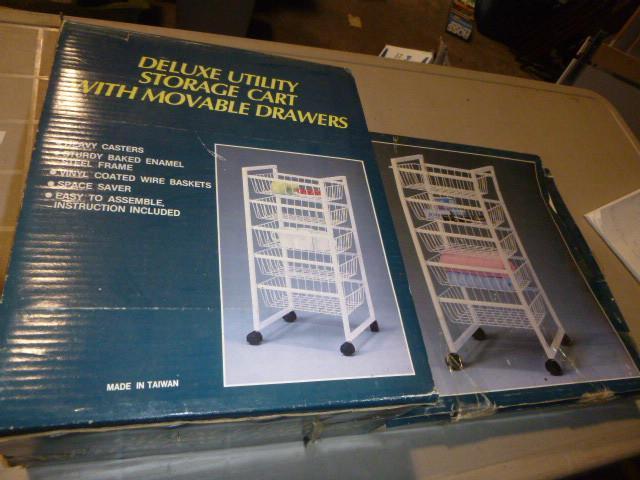 DELUXE UTILITY
STORAGE CART
WITH MOVABLE DRAWERS
HEAVY CASTERS
STURDY BAKED ENAMEL
STEEL FRAME
• VINYL COATED WIRE BASKETS
• SPACE SAVER
• EASY TO ASSEMBLE,
INSTRUCTION INCLUDED
MADE IN TAIWAN